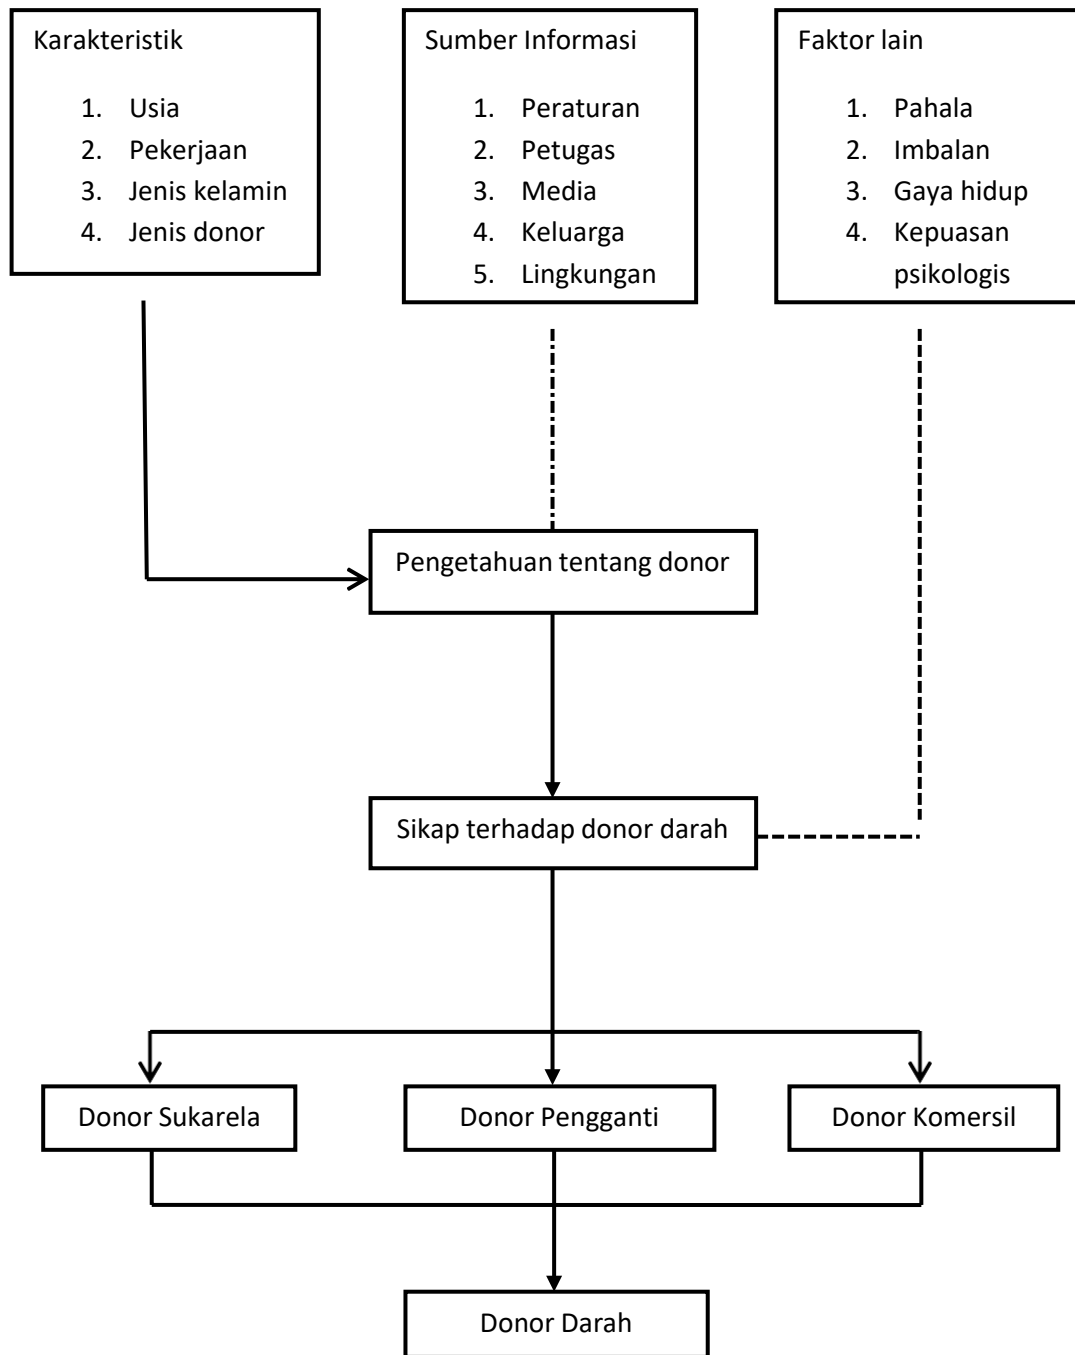 Karakteristik
1. Usia
2. Pekerjaan
3. Jenis kelamin
4. Jenis donor
Sumber Informasi
1. Peraturan
2. Petugas
3. Media
4. Keluarga
5. Lingkungan
Faktor lain
1. Pahala
2. Imbalan
3. Gaya hidup
4. Kepuasan
psikologis
Pengetahuan tentang donor
Sikap terhadap donor darah
Donor Sukarela
Donor Pengganti
Donor Komersil
Donor Darah